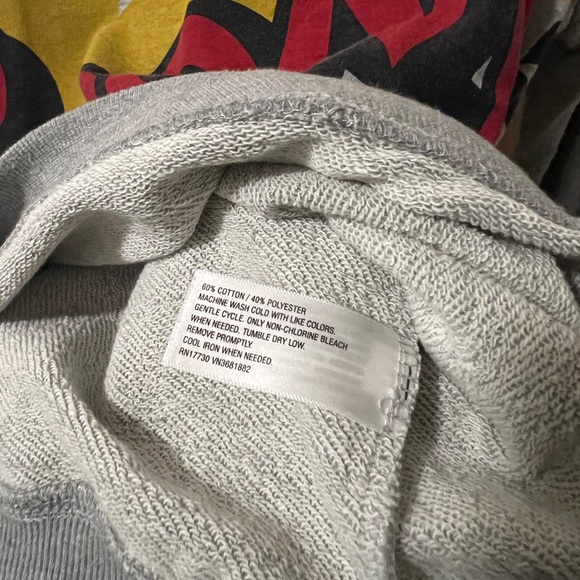 60% COTTON / 40% POLYESTER
MACHINE WASH COLD WITH LIKE COLORS.
GENTLE CYCLE. ONLY NON-CHLORINE BLEACH
WHEN NEEDED. TUMBLE DRY LOW.
REMOVE PROMPTLY.
COOL IRON WHEN NEEDED.
RN17730 VN3681882